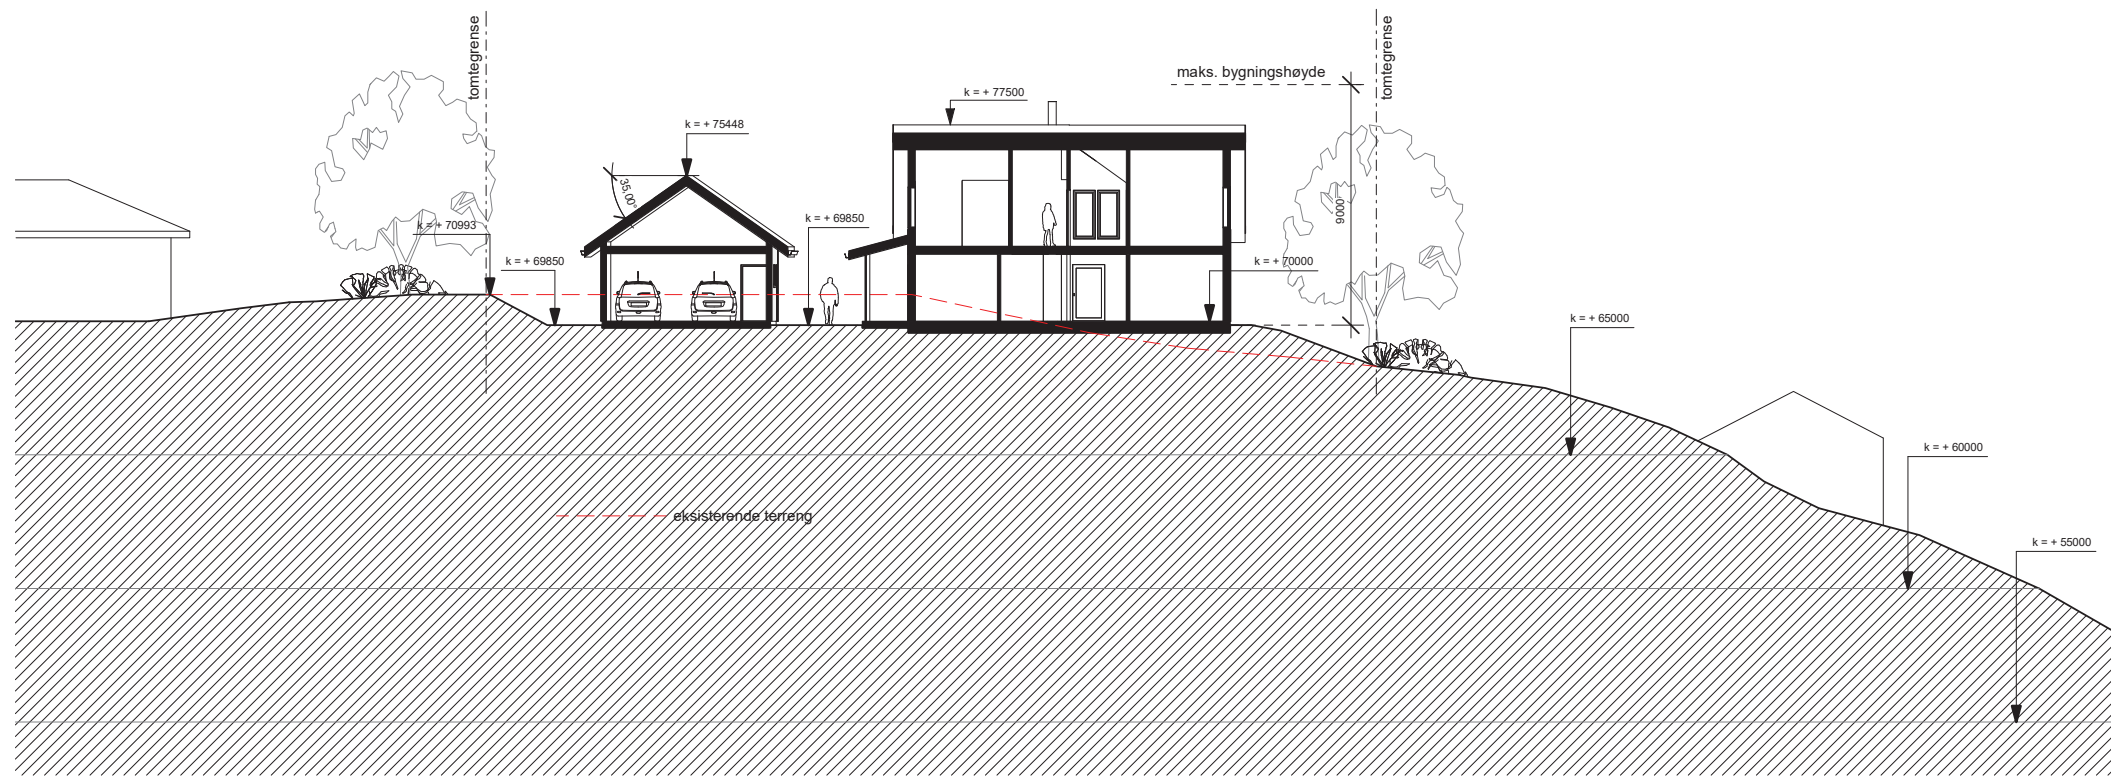 tomtegrense
tomtegrense
maks. bygningshøyde
k = + 77500
k = + 75448
35,00°
9000
k = + 70993
k = + 69850
k = + 69850
k = + 70000
k = + 65000
k = + 60000
eksisterende terreng
k = + 55000